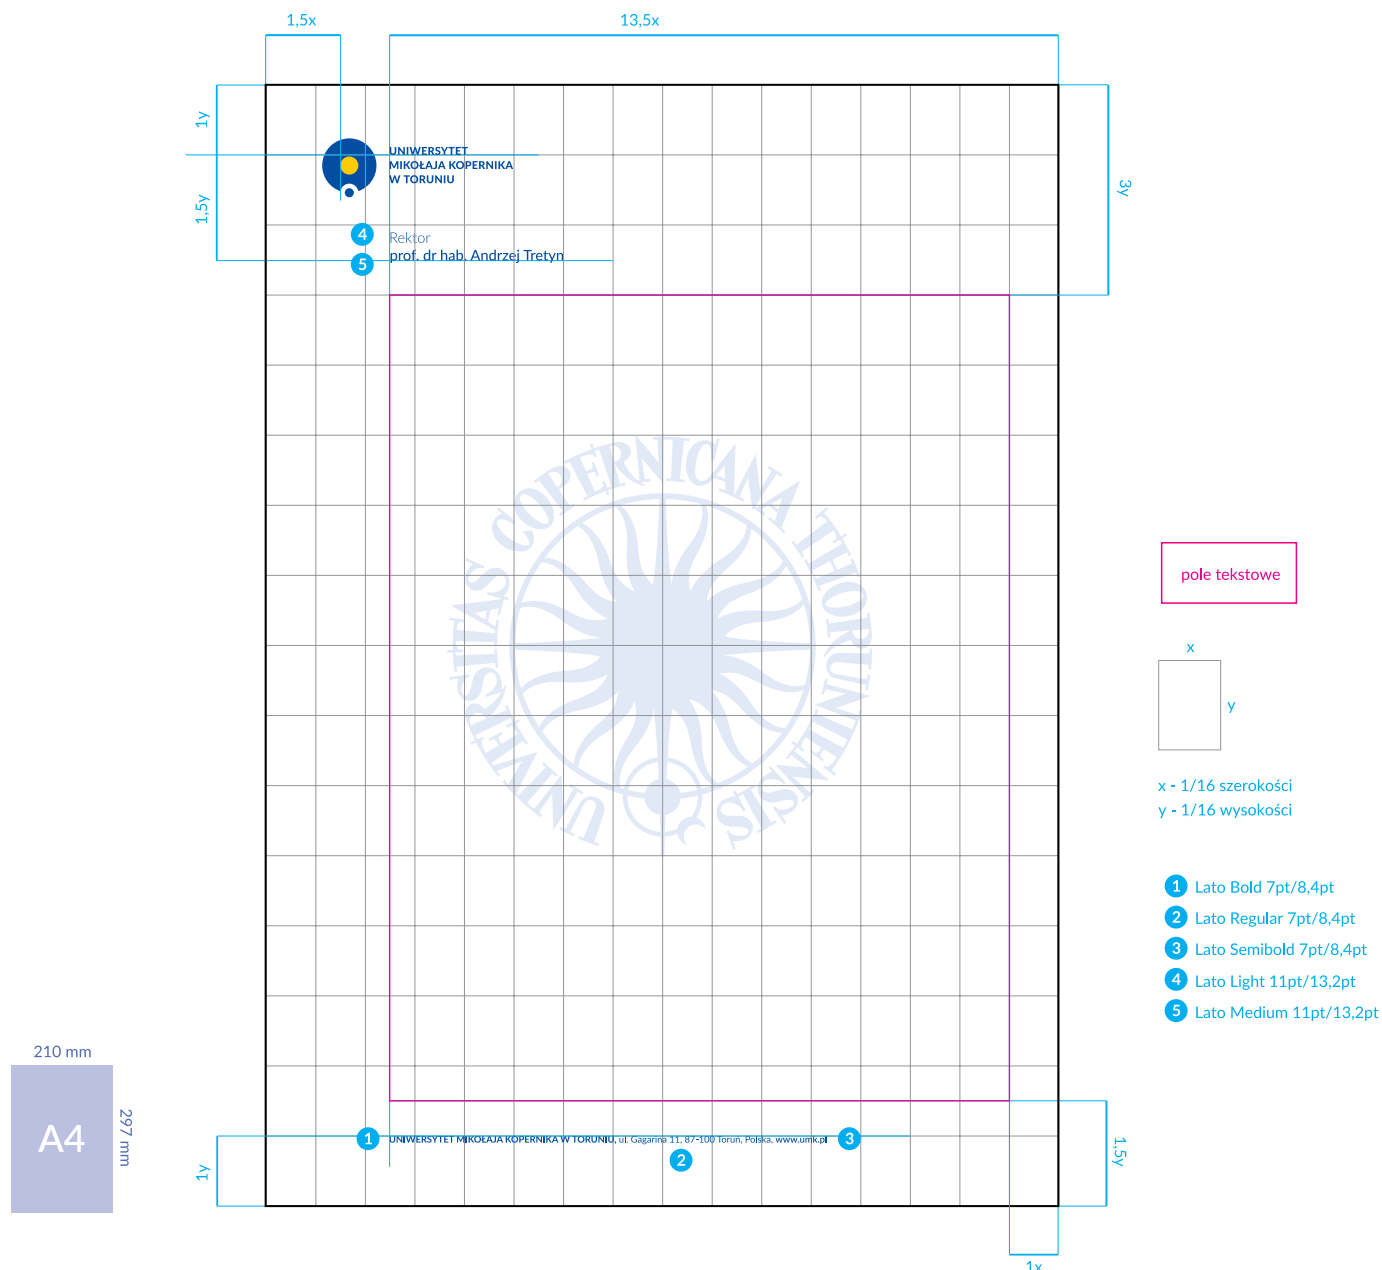 1,5x
13,5x
1y
UNIWERSYTET
MIKOŁAJA KOPERNIKA
W TORUNIU
1,5y
3y
4 Rektor
5 prof. dr hab. Andrzej Tretyn
UNIVERSITAS COPERNICANA THORUNIENSIS
pole tekstowe
x
y
x - 1/16 szerokości
y - 1/16 wysokości
1 Lato Bold 7pt/8,4pt
2 Lato Regular 7pt/8,4pt
3 Lato Semibold 7pt/8,4pt
4 Lato Light 11pt/13,2pt
5 Lato Medium 11pt/13,2pt
210 mm
A4
297 mm
1 UNIWERSYTET MIKOŁAJA KOPERNIKA W TORUNIU, ul. Gagarina 11, 87-100 Toruń, Polska, www.umk.pl 3
2
1y
1,5y
1x